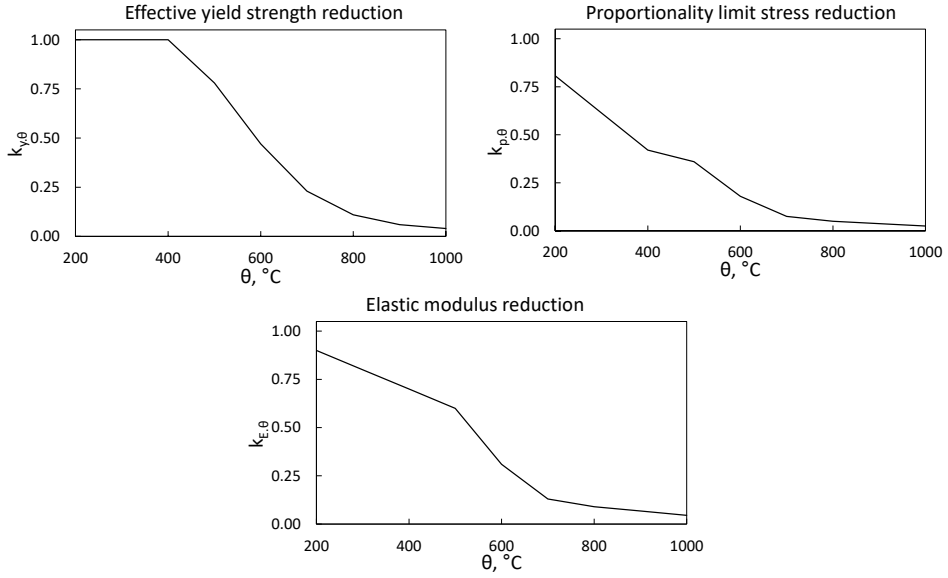 Effective yield strength reduction
1.00
0.75
0.50
0.25
0.00
k_y,θ
200 400 600 800 1000
θ, °C
Proportionality limit stress reduction
1.00
0.75
0.50
0.25
0.00
k_p,θ
200 400 600 800 1000
θ, °C
Elastic modulus reduction
1.00
0.75
0.50
0.25
0.00
k_E,θ
200 400 600 800 1000
θ, °C